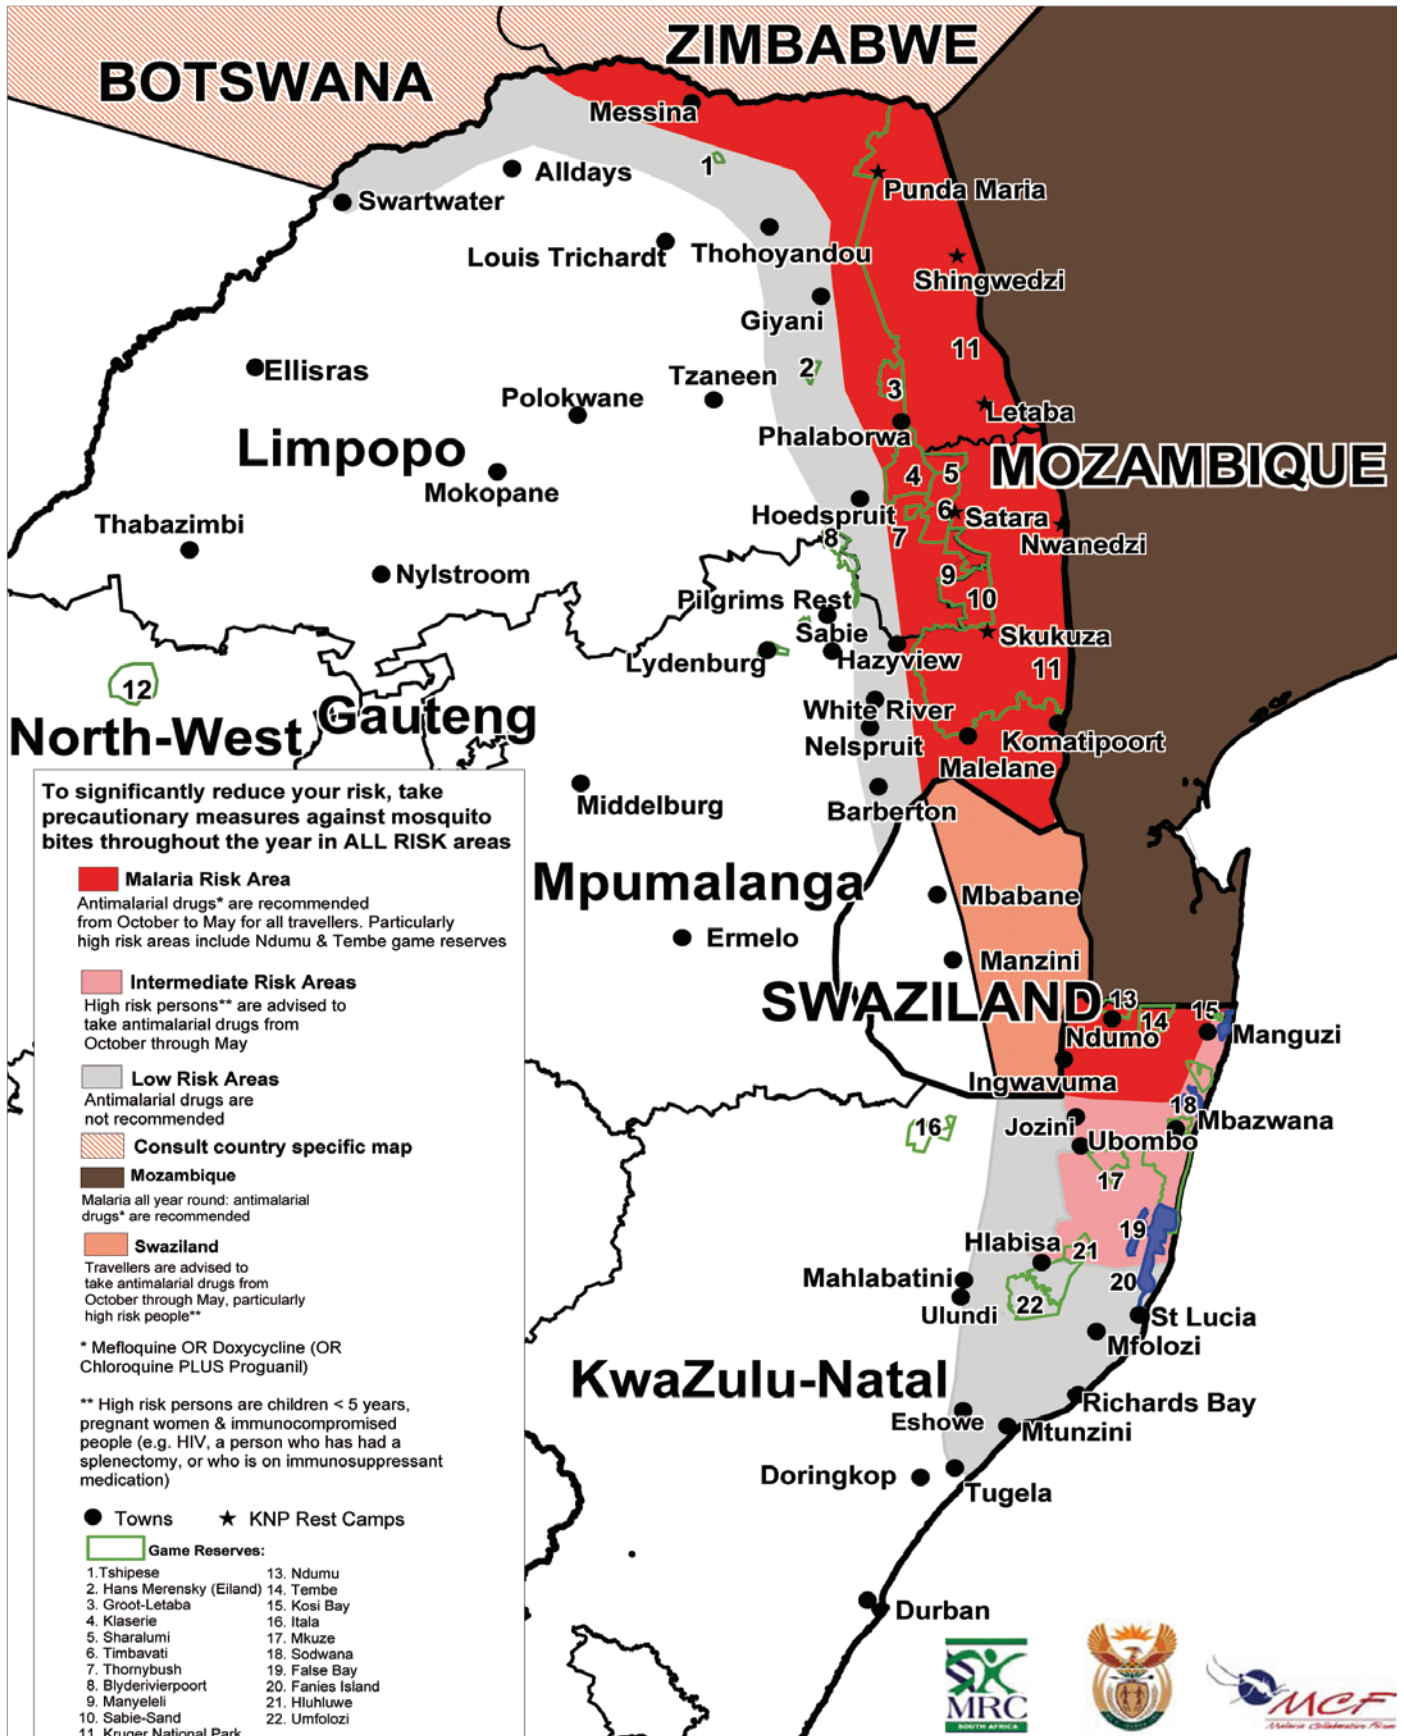 ZIMBABWE
BOTSWANA
Messina
1
Alldays
Punda Maria
Swartwater
Louis Trichardt
Thohoyandou
Shingwedzi
Giyani
11
Ellisras
2
Tzaneen
3
Polokwane
Letaba
Phalaborwa
Limpopo
MOZAMBIQUE
4
5
Mokopane
Hoedspruit
6
Satara
Thabazimbi
8
7
Nwanedzi
Nylstroom
9
Pilgrims Rest
10
Sabie
Skukuza
Lydenburg
Hazyview
11
12
White River
North-West
Gauteng
Nelspruit
Komatipoort
Malelane
Middelburg
Barberton
Mpumalanga
Mbabane
Ermelo
Manzini
SWAZILAND
13
14
15
Ndumo
Manguzi
Ingwavuma
18
Jozini
Mbazwana
16
Ubombo
17
19
Hlabisa
21
Mahlabatini
20
22
Ulundi
St Lucia
Mfolozi
KwaZulu-Natal
Richards Bay
Eshowe
Mtunzini
Doringkop
Tugela
Durban
To significantly reduce your risk, take
precautionary measures against mosquito
bites throughout the year in ALL RISK areas
Malaria Risk Area
Antimalarial drugs* are recommended
from October to May for all travellers. Particularly
high risk areas include Ndumu & Tembe game reserves
Intermediate Risk Areas
High risk persons** are advised to
take antimalarial drugs from
October through May
Low Risk Areas
Antimalarial drugs are
not recommended
Consult country specific map
Mozambique
Malaria all year round: antimalarial
drugs* are recommended
Swaziland
Travellers are advised to
take antimalarial drugs from
October through May, particularly
high risk people**
* Mefloquine OR Doxycycline (OR
Chloroquine PLUS Proguanil)
** High risk persons are children < 5 years,
pregnant women & immunocompromised
people (e.g. HIV, a person who has had a
splenectomy, or who is on immunosuppressant
medication)
Towns
KNP Rest Camps
Game Reserves:
1.Tshipese
2. Hans Merensky (Eiland)
3. Groot-Letaba
4. Klaserie
5. Sharalumi
6. Timbavati
7. Thornybush
8. Blyderivierpoort
9. Manyeleli
10. Sabie-Sand
11. Kruger National Park
13. Ndumu
14. Tembe
15. Kosi Bay
16. Itala
17. Mkuze
18. Sodwana
19. False Bay
20. Fanies Island
21. Hluhluwe
22. Umfolozi
MRC
SOUTH AFRICA
MCF
Malaria Collaborative Forum